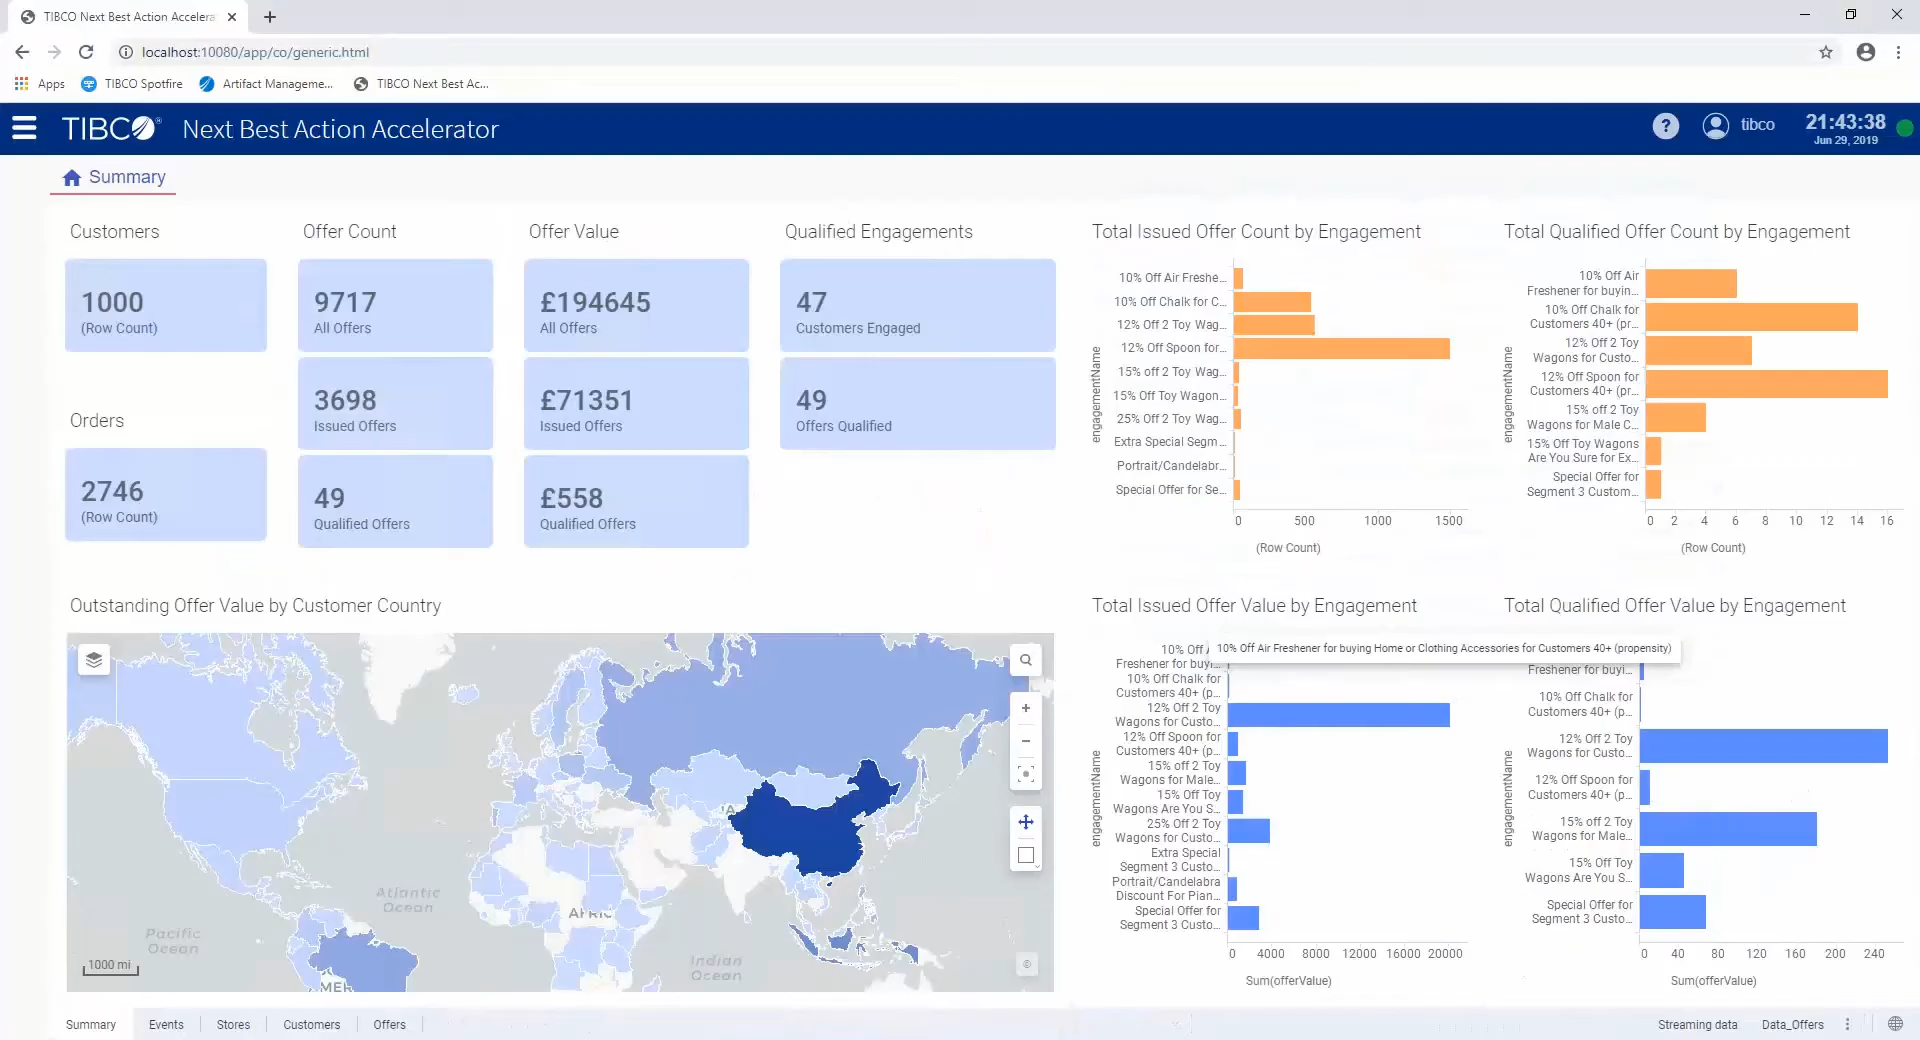 TIBCO Next Best Action Accelera
localhost:10080/app/co/generic.html
Apps
TIBCO Spotfire
Artifact Manageme...
TIBCO Next Best Ac...
TIBCO®
Next Best Action Accelerator
?
tibco
21:43:38
Jun 29, 2019
Summary
Customers
1000
(Row Count)
Orders
2746
(Row Count)
Offer Count
9717
All Offers
3698
Issued Offers
49
Qualified Offers
Offer Value
£194645
All Offers
£71351
Issued Offers
£558
Qualified Offers
Qualified Engagements
47
Customers Engaged
49
Offers Qualified
Total Issued Offer Count by Engagement
engagementName
10% Off Air Freshe...
10% Off Chalk for C...
12% Off 2 Toy Wag...
12% Off Spoon for...
15% off 2 Toy Wag...
15% Off Toy Wagon...
25% Off 2 Toy Wag...
Extra Special Segm...
Portrait/Candelabr...
Special Offer for Se...
0 500 1000 1500
(Row Count)
Total Qualified Offer Count by Engagement
engagementName
10% Off Air
Freshener for buyin...
10% Off Chalk for
Customers 40+ (pr...
12% Off 2 Toy
Wagons for Custo...
12% Off Spoon for
Customers 40+ (pr...
15% off 2 Toy
Wagons for Male C...
15% Off Toy Wagons
Are You Sure for Ex...
Special Offer for
Segment 3 Custom...
0 2 4 6 8 10 12 14 16
(Row Count)
Outstanding Offer Value by Customer Country
Atlantic
Ocean
Pacific
Ocean
Indian
Ocean
AFRIC
AMER
1000 mi
©
Total Issued Offer Value by Engagement
engagementName
10% Off
Freshener for buyi...
10% Off Chalk for
Customers 40+ (p...
12% Off 2 Toy
Wagons for Custo...
12% Off Spoon for
Customers 40+ (p...
15% off 2 Toy
Wagons for Male...
15% Off Toy
Wagons Are You S...
25% Off 2 Toy
Wagons for Custo...
Extra Special
Segment 3 Custo...
Portrait/Candelabra
Discount For Pian...
Special Offer for
Segment 3 Custo...
0 4000 8000 12000 16000 20000
Sum(offerValue)
10% Off Air Freshener for buying Home or Clothing Accessories for Customers 40+ (propensity)
Total Qualified Offer Value by Engagement
engagementName
Freshener for buyi...
10% Off Chalk for
Customers 40+ (p...
12% Off 2 Toy
Wagons for Custo...
12% Off Spoon for
Customers 40+ (p...
15% off 2 Toy
Wagons for Male...
15% Off Toy
Wagons Are You S...
Special Offer for
Segment 3 Custo...
0 40 80 120 160 200 240
Sum(offerValue)
Summary
Events
Stores
Customers
Offers
Streaming data
Data_Offers